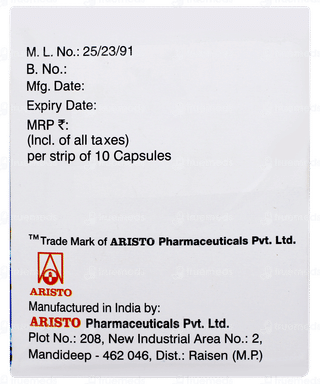 M. L. No.: 25/23/91
B. No.:
Mfg. Date:
Expiry Date:
MRP ₹:
(Incl. of all taxes)
per strip of 10 Capsules
™Trade Mark of ARISTO Pharmaceuticals Pvt. Ltd.
ARISTO
Manufactured in India by:
ARISTO Pharmaceuticals Pvt. Ltd.
Plot No.: 208, New Industrial Area No.: 2,
Mandideep - 462 046, Dist.: Raisen (M.P.)